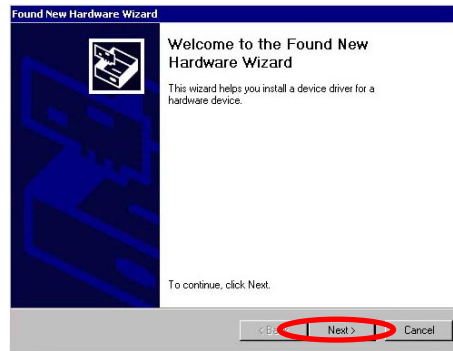 Found New Hardware Wizard
Welcome to the Found New
Hardware Wizard
This wizard helps you install a device driver for a
hardware device.
To continue, click Next.
Next >
Cancel